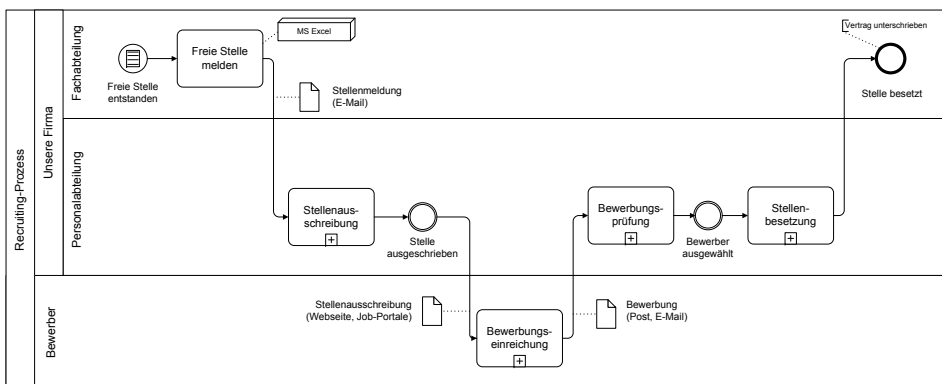 Recruiting-Prozess
Unsere Firma
Fachabteilung
Freie Stelle
entstanden
Freie Stelle
melden
MS Excel
Stellenmeldung
(E-Mail)
Vertrag unterschrieben
Stelle besetzt
Personalabteilung
Stellenaus-
schreibung
Stelle
ausgeschrieben
Bewerbungs-
prüfung
Bewerber
ausgewählt
Stellen-
besetzung
Bewerber
Stellenausschreibung
(Webseite, Job-Portale)
Bewerbungs-
einreichung
Bewerbung
(Post, E-Mail)